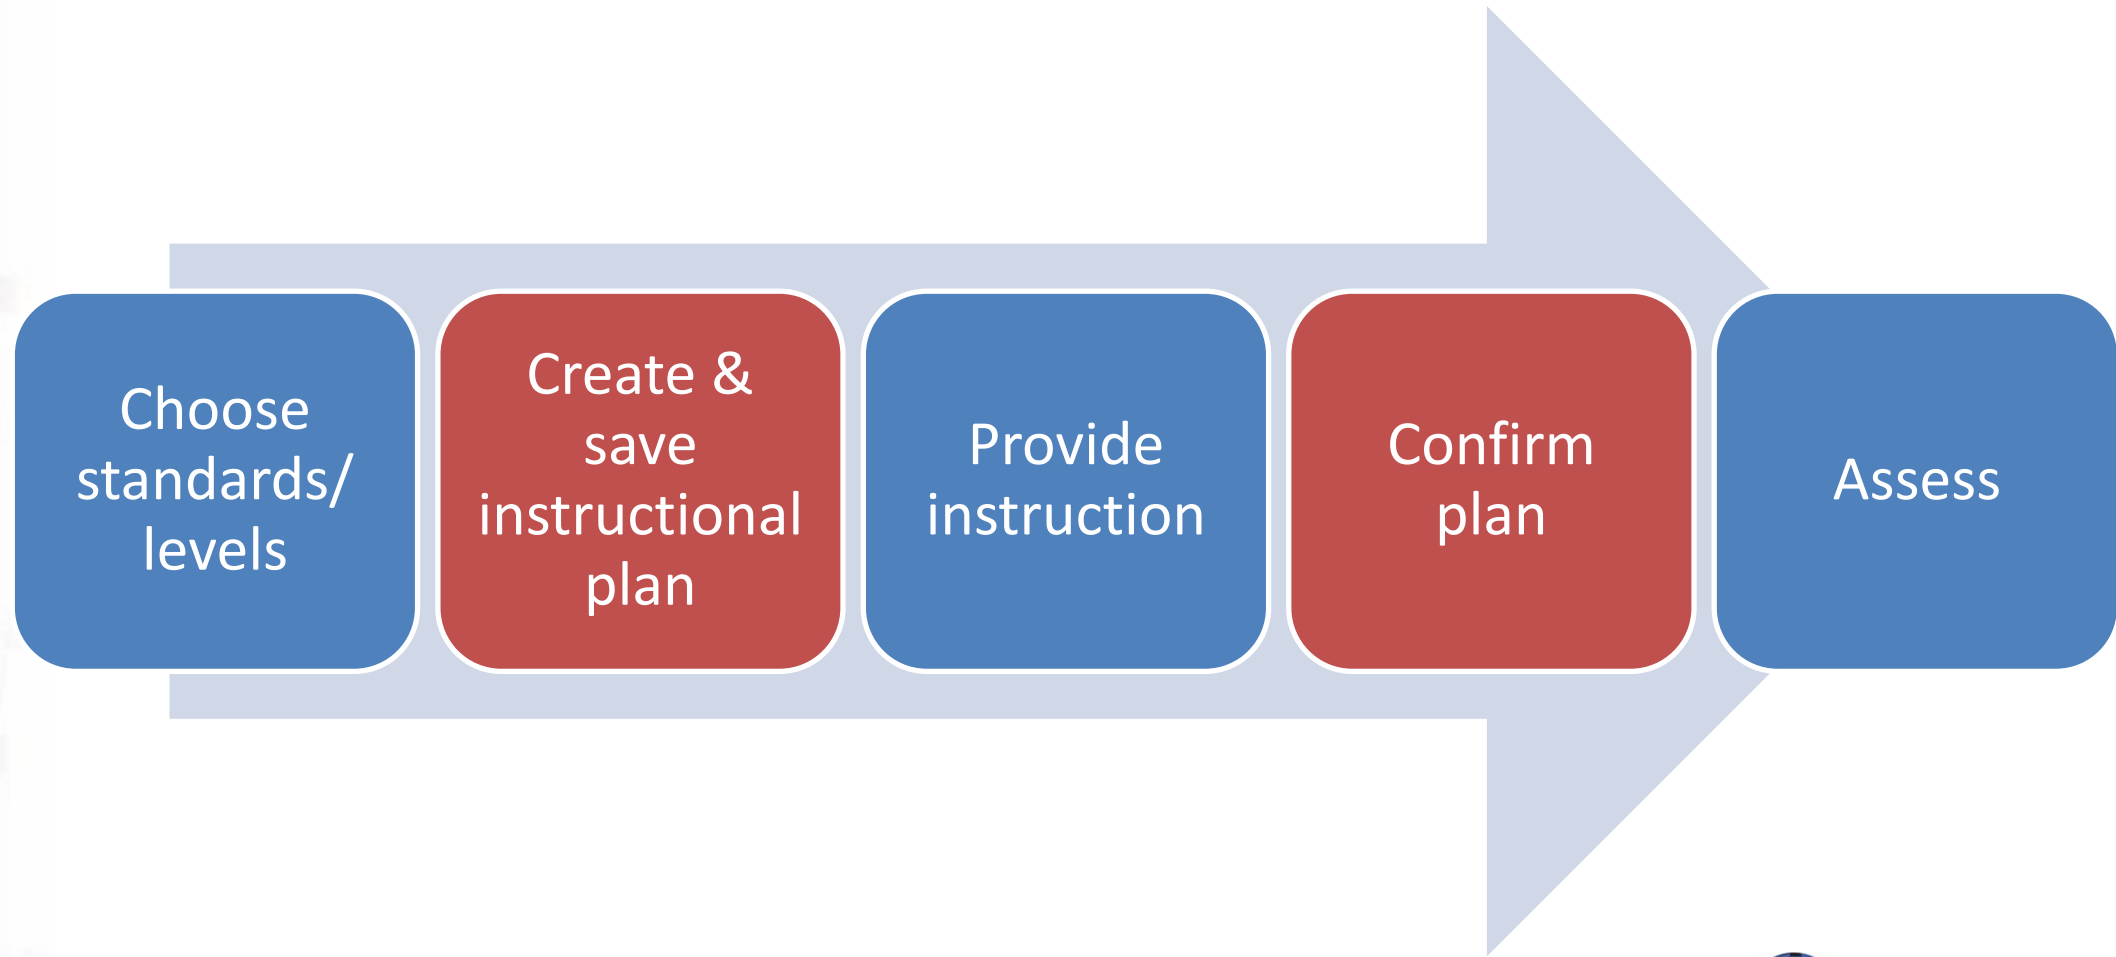 Choose
standards/
levels
Create &
save
instructional
plan
Provide
instruction
Confirm
plan
Assess